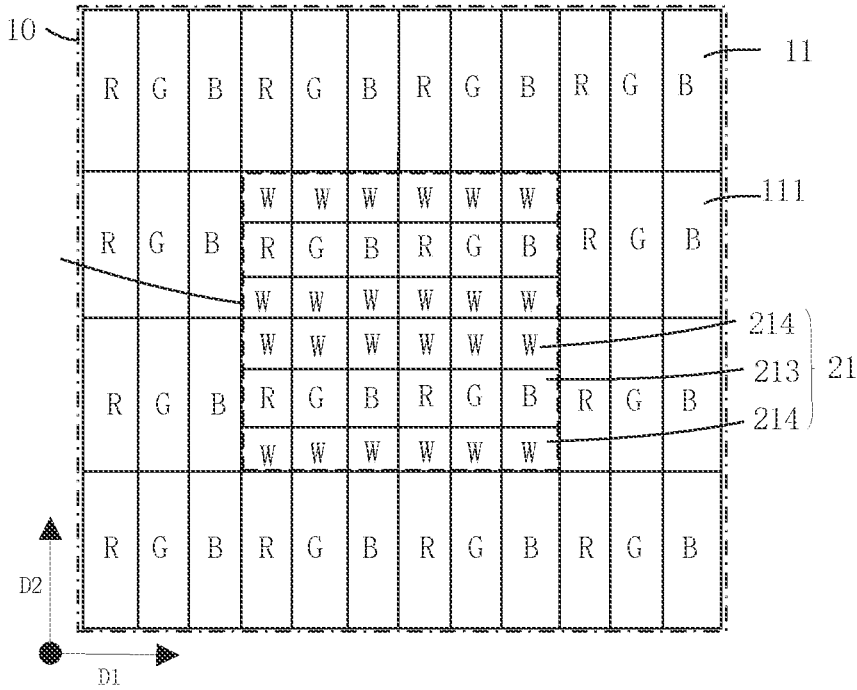 10
R G B R G B R G B R G B 11
W W W W W W 111
R G B R G B R G B R G B
W W W W W W
W W W W W W 214
R G B R G B R G B R G B 213 21
W W W W W W 214
R G B R G B R G B R G B
D2
D1